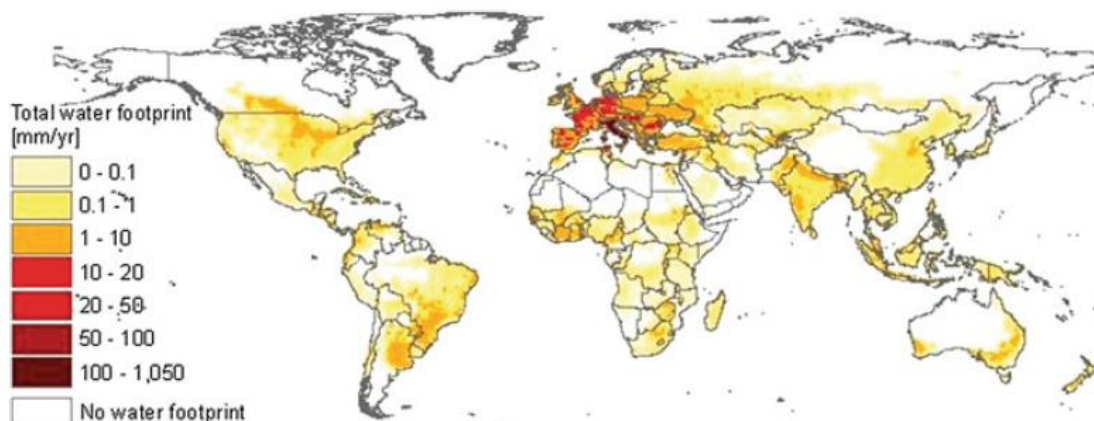 Total water footprint
[mm/yr]
0 - 0.1
0.1 - 1
1 - 10
10 - 20
20 - 50
50 - 100
100 - 1,050
No water footprint